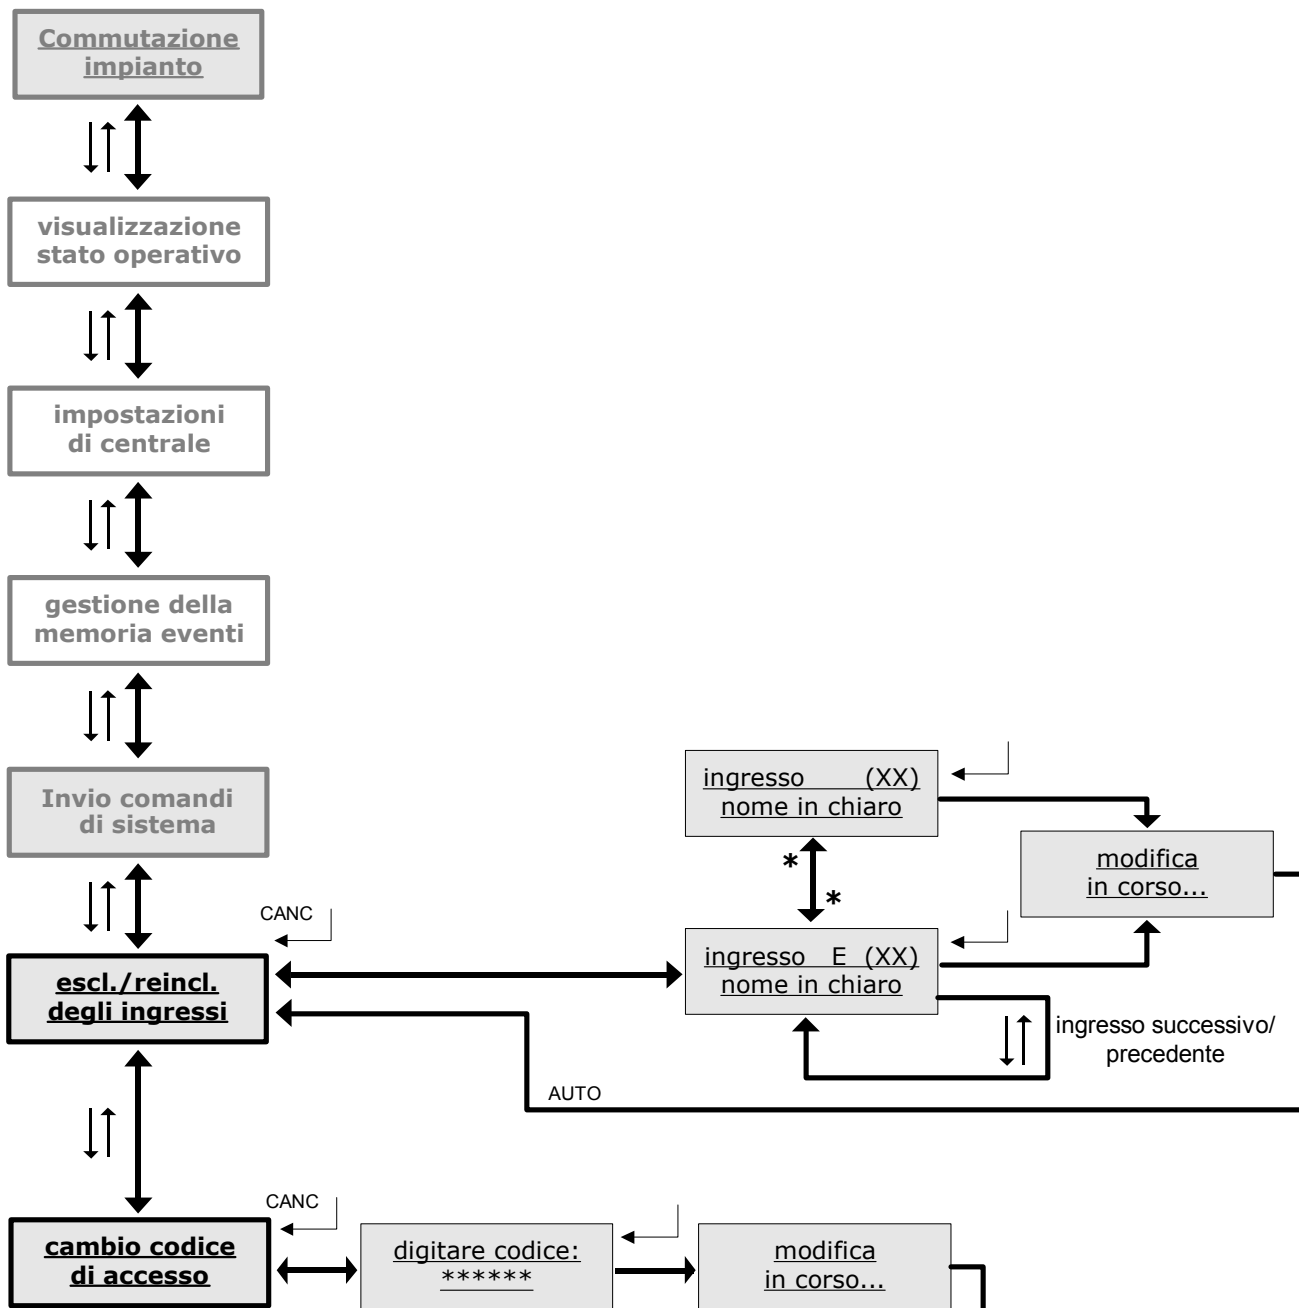 Commutazione
impianto
visualizzazione
stato operativo
impostazioni
di centrale
gestione della
memoria eventi
Invio comandi
di sistema
ingresso (XX)
nome in chiaro
*
*
modifica
in corso...
CANC
escl./reincl.
degli ingressi
ingresso E (XX)
nome in chiaro
ingresso successivo/
precedente
AUTO
CANC
cambio codice
di accesso
digitare codice:
******
modifica
in corso...